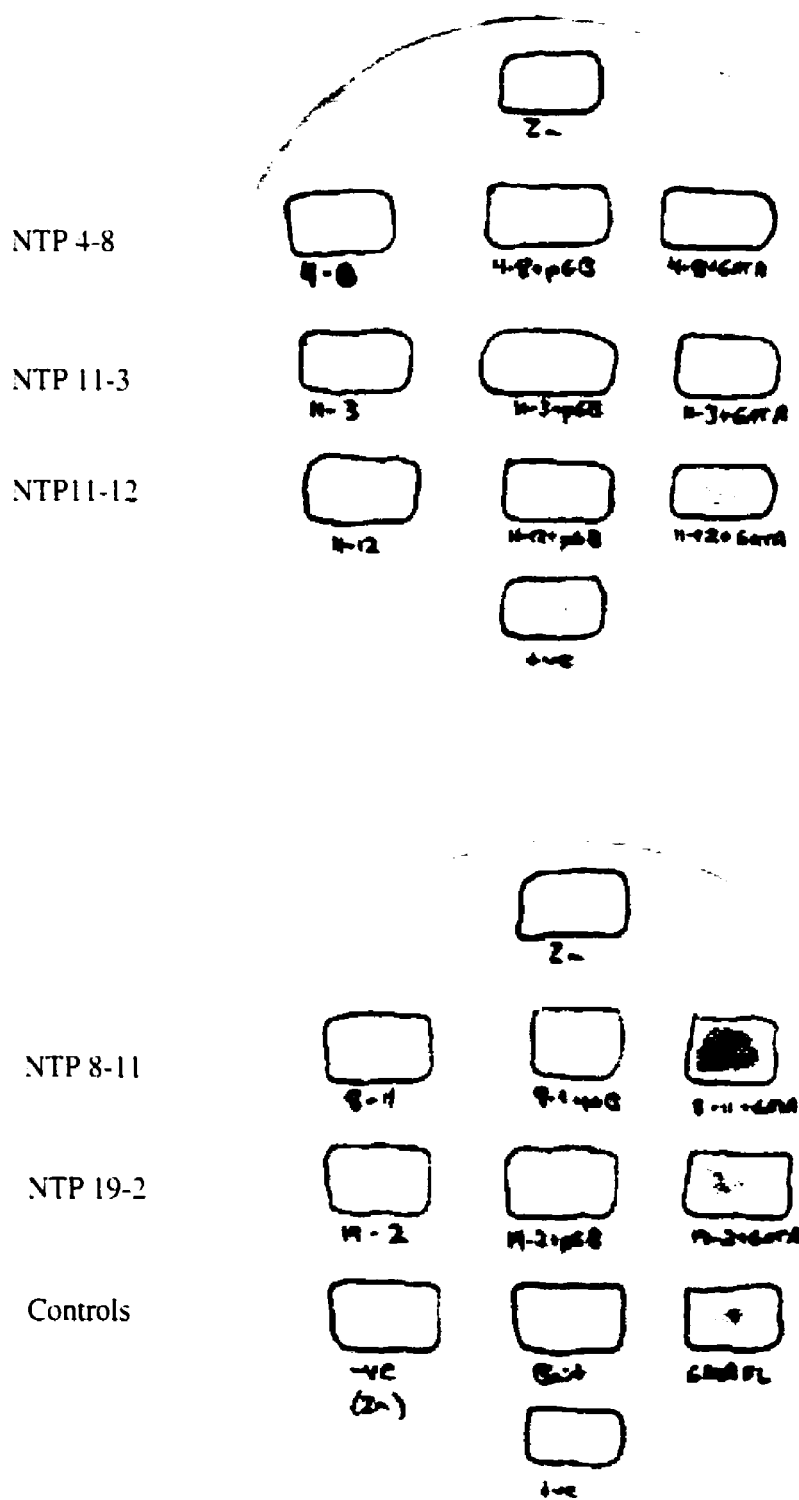 Zn
NTP 4-8
4-8 4-8+pGB 4-8+GATA
NTP 11-3
11-3 11-3+pGB 11-3+GATA
NTP11-12
11-12 11-12+pGB 11-12+GATA
+ve
Zn
NTP 8-11
8-11 8-11+pGB 8-11+GATA
NTP 19-2
19-2 19-2+pGB 19-2+GATA
Controls
-ve Bait
(Zn)
+ve